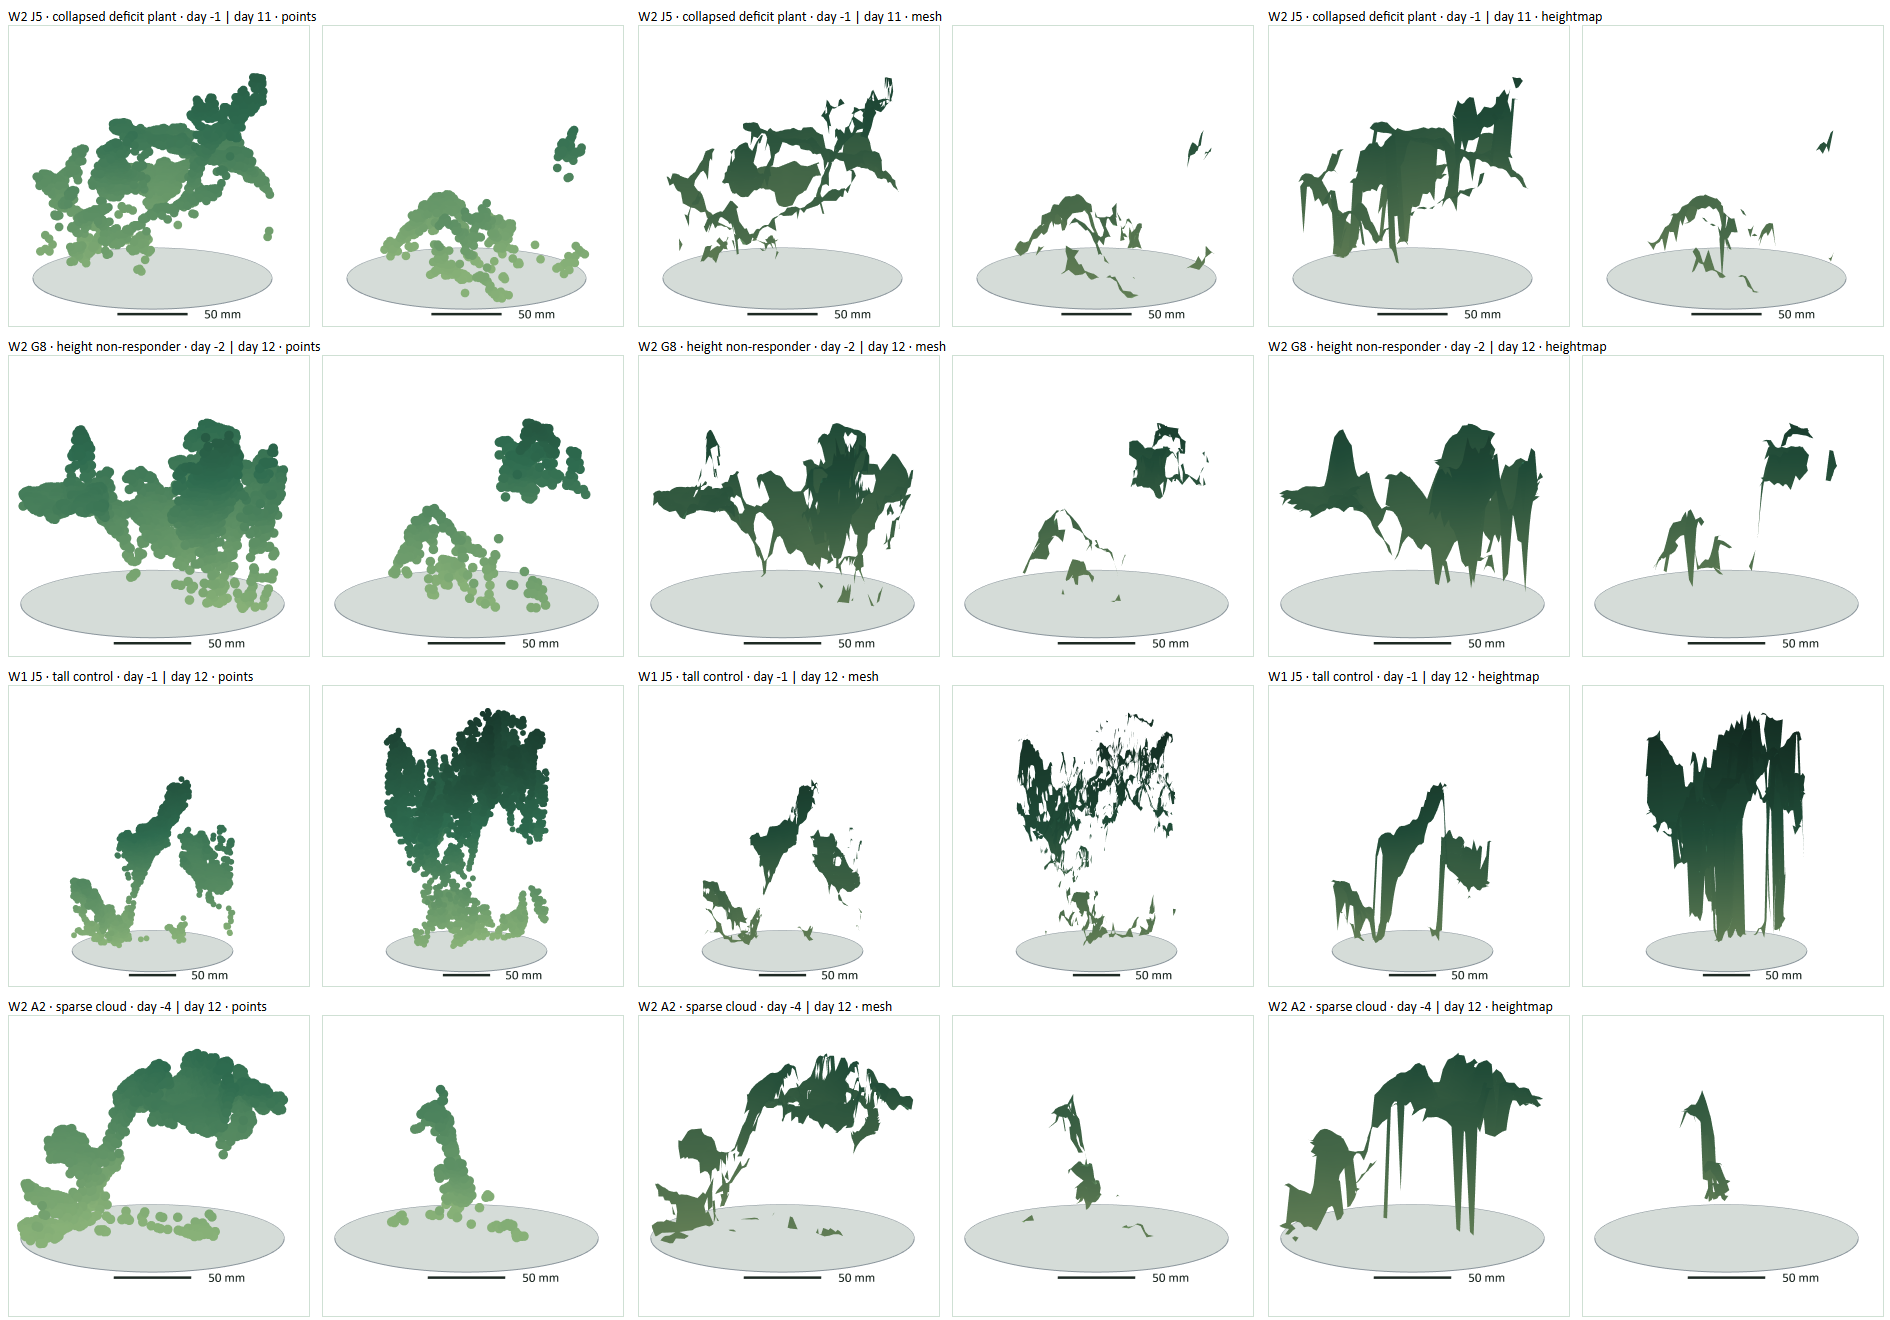 W2 J5 · collapsed deficit plant · day -1 | day 11 · points
W2 J5 · collapsed deficit plant · day -1 | day 11 · mesh
W2 J5 · collapsed deficit plant · day -1 | day 11 · heightmap
50 mm
50 mm
50 mm
50 mm
50 mm
50 mm
W2 G8 · height non-responder · day -2 | day 12 · points
W2 G8 · height non-responder · day -2 | day 12 · mesh
W2 G8 · height non-responder · day -2 | day 12 · heightmap
50 mm
50 mm
50 mm
50 mm
50 mm
50 mm
W1 J5 · tall control · day -1 | day 12 · points
W1 J5 · tall control · day -1 | day 12 · mesh
W1 J5 · tall control · day -1 | day 12 · heightmap
50 mm
50 mm
50 mm
50 mm
50 mm
50 mm
W2 A2 · sparse cloud · day -4 | day 12 · points
W2 A2 · sparse cloud · day -4 | day 12 · mesh
W2 A2 · sparse cloud · day -4 | day 12 · heightmap
50 mm
50 mm
50 mm
50 mm
50 mm
50 mm